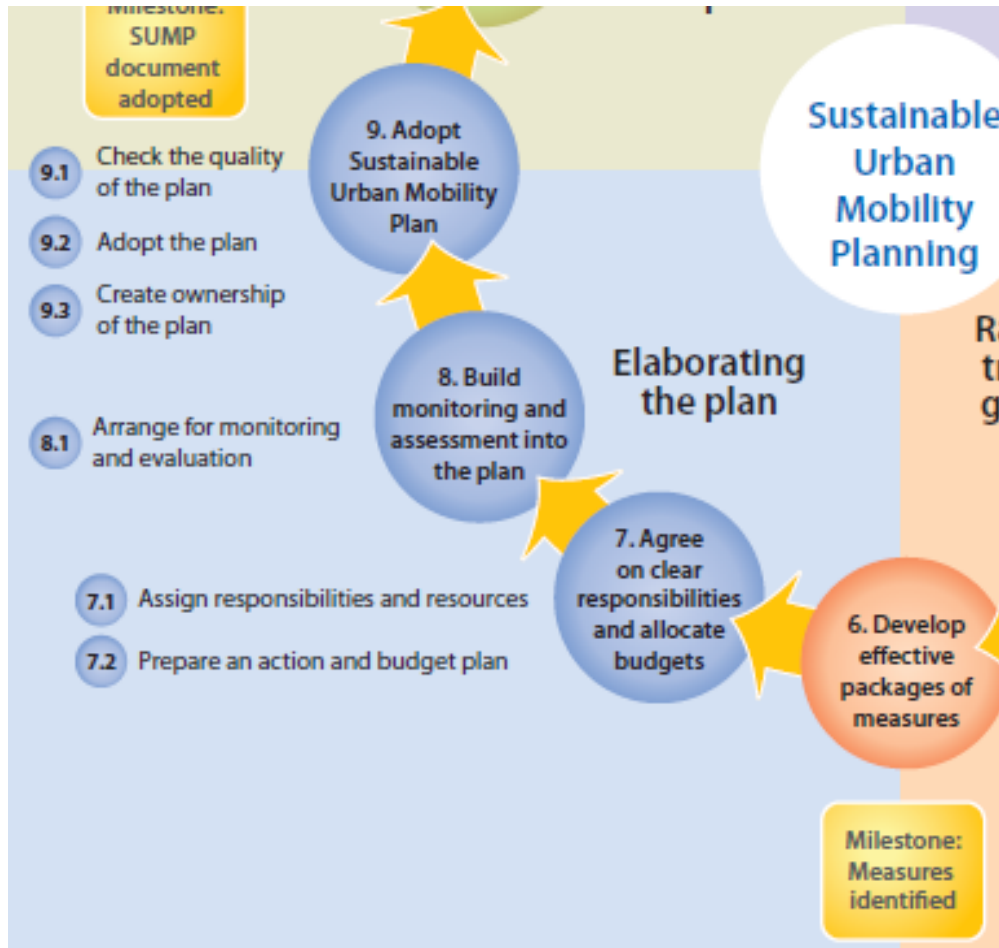 Milestone:
SUMP
document
adopted
9. Adopt
Sustainable
Urban Mobility
Plan
Sustainable
Urban
Mobility
Planning
9.1 Check the quality
of the plan
9.2 Adopt the plan
9.3 Create ownership
of the plan
8. Build
monitoring and
assessment into
the plan
Elaborating
the plan
8.1 Arrange for monitoring
and evaluation
7. Agree
on clear
responsibilities
and allocate
budgets
7.1 Assign responsibilities and resources
7.2 Prepare an action and budget plan
6. Develop
effective
packages of
measures
Milestone:
Measures
identified